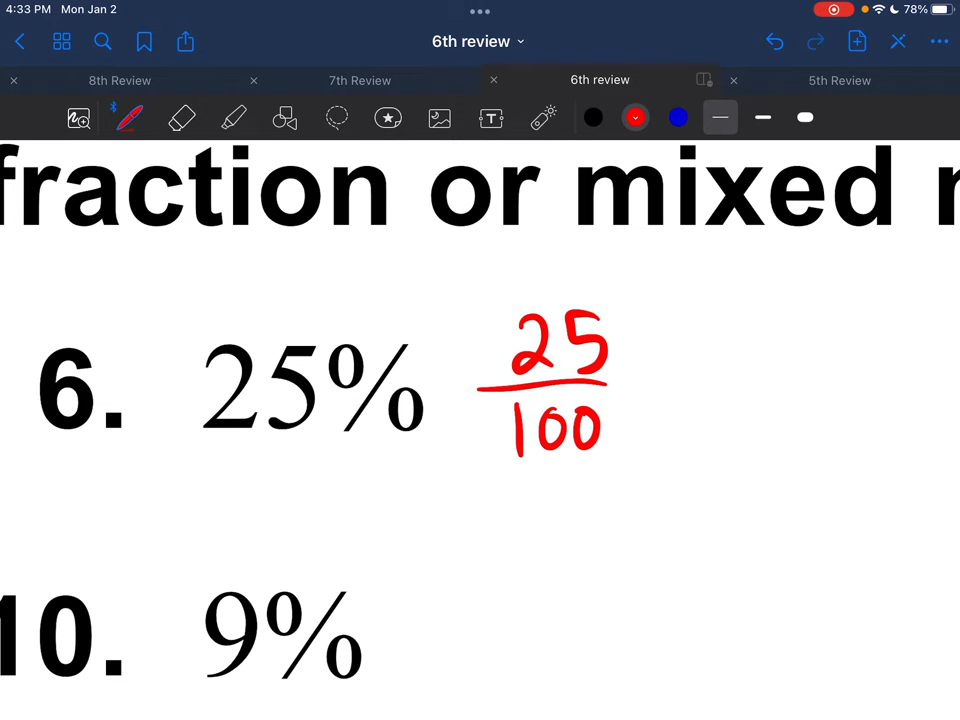 4:33 PM Mon Jan 2 78%
6th review
8th Review 7th Review 6th review 5th Review
T
fraction or mixed
6. 25% 25
100
10. 9%